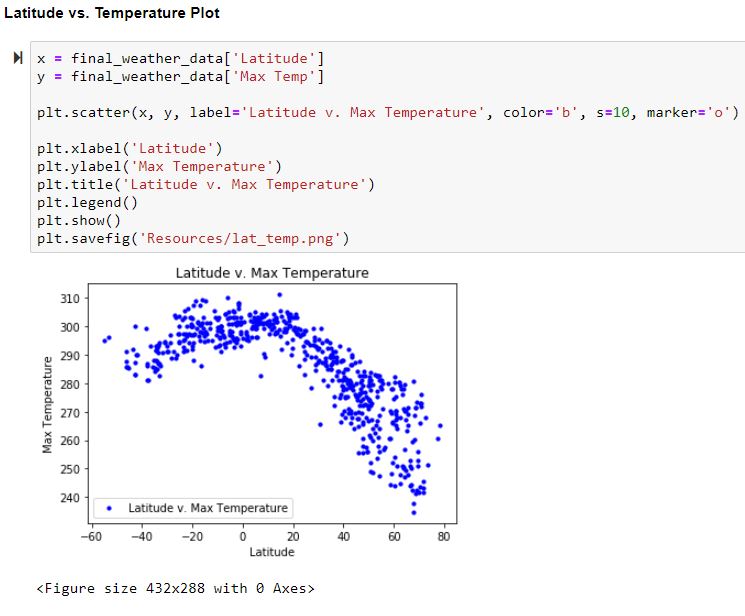 Latitude vs. Temperature Plot
x = final_weather_data['Latitude']
y = final_weather_data['Max Temp']
plt.scatter(x, y, label='Latitude v. Max Temperature', color='b', s=10, marker='o')
plt.xlabel('Latitude')
plt.ylabel('Max Temperature')
plt.title('Latitude v. Max Temperature')
plt.legend()
plt.show()
plt.savefig('Resources/lat_temp.png')
Latitude v. Max Temperature
310
300
290
280
270
260
250
240
Max Temperature
Latitude v. Max Temperature
−60 −40 −20 0 20 40 60 80
Latitude
<Figure size 432x288 with 0 Axes>